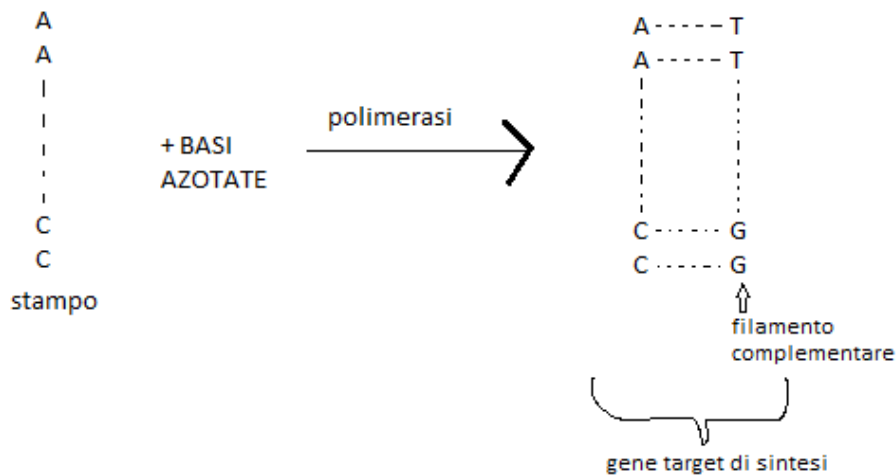 A
A
C
C
stampo
+ BASI
AZOTATE
polimerasi
A T
A T
C G
C G
filamento
complementare
gene target di sintesi